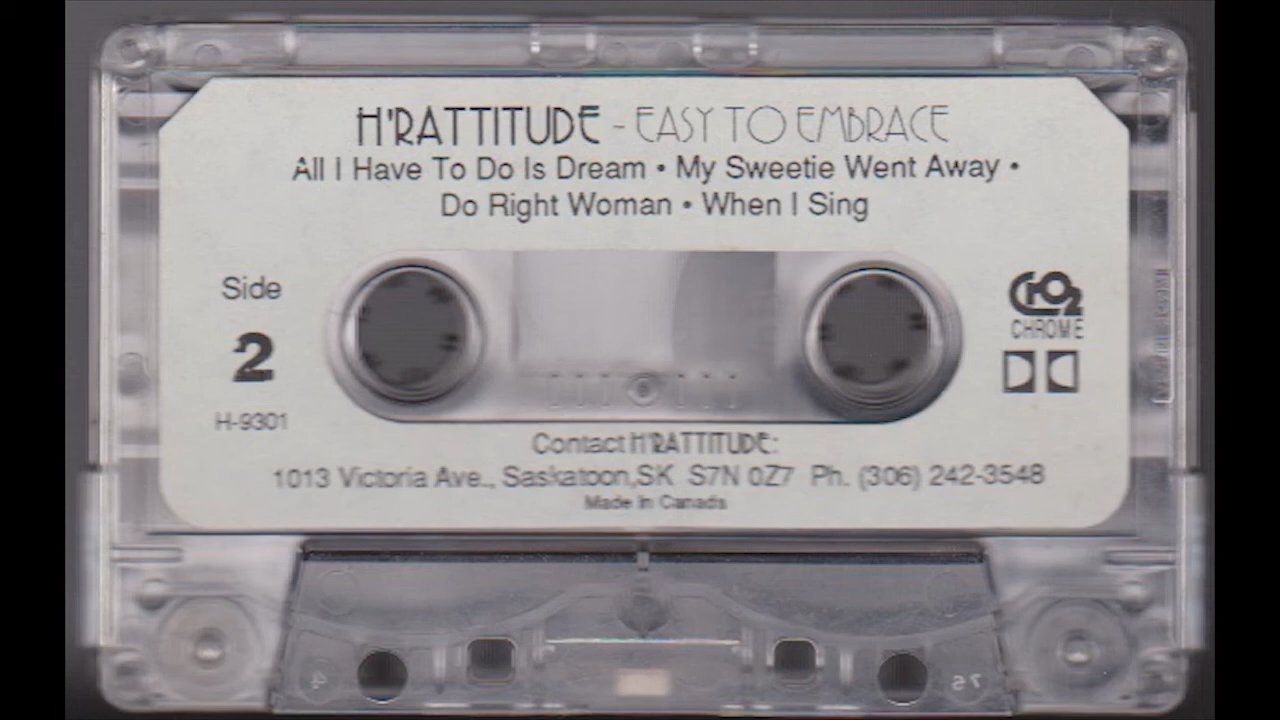 H'RATTITUDE - EASY TO EMBRACE
All I Have To Do Is Dream • My Sweetie Went Away •
Do Right Woman • When I Sing
Side
2
H-9301
CrO2
CHROME
Contact H'RATTITUDE:
1013 Victoria Ave., Saskatoon,SK S7N 0Z7 Ph. (306) 242-3548
Made In Canada
4
76